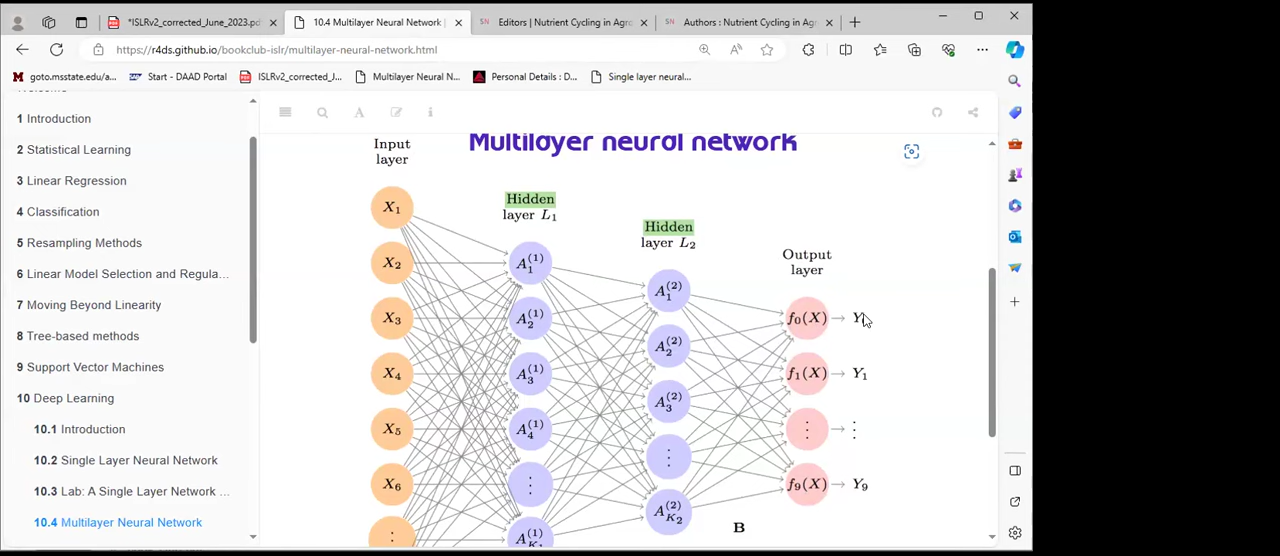 *ISLRv2_corrected_June_2023.pd
10.4 Multilayer Neural Network |
Editors | Nutrient Cycling in Agro
Authors : Nutrient Cycling in Agr
https://r4ds.github.io/bookclub-islr/multilayer-neural-network.html
goto.msstate.edu/a...
Start - DAAD Portal
ISLRv2_corrected_J...
Multilayer Neural N...
Personal Details : D...
Single layer neural...
1 Introduction
2 Statistical Learning
3 Linear Regression
4 Classification
5 Resampling Methods
6 Linear Model Selection and Regula...
7 Moving Beyond Linearity
8 Tree-based methods
9 Support Vector Machines
10 Deep Learning
10.1 Introduction
10.2 Single Layer Neural Network
10.3 Lab: A Single Layer Network ...
10.4 Multilayer Neural Network
Multilayer neural network
Input
layer
X1
X2
X3
X4
X5
X6
⋮
Hidden
layer L1
A1(1)
A2(1)
A3(1)
A4(1)
⋮
Hidden
layer L2
A1(2)
A2(2)
A3(2)
⋮
AK2(2)
B
Output
layer
f0(X) → Y
f1(X) → Y1
⋮ → ⋮
f9(X) → Y9